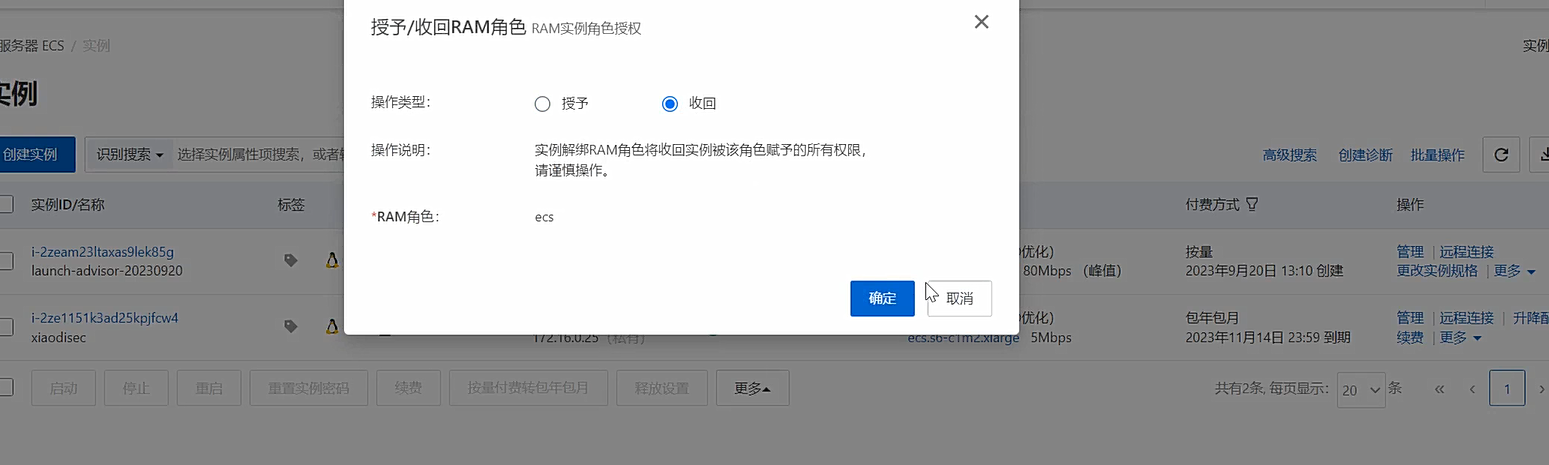 授予/收回RAM角色 RAM实例角色授权
服务器 ECS / 实例
实例
实例
操作类型： 授予 收回
操作说明： 实例解绑RAM角色将收回实例被该角色赋予的所有权限，
请谨慎操作。
创建实例 识别搜索 选择实例属性项搜索，或者 高级搜索 创建诊断 批量操作
*RAM角色： ecs
实例ID/名称 标签 付费方式 操作
i-2zeam23ltaxas9lek85g 优化) 按量 管理 远程连接
launch-advisor-20230920 80Mbps （峰值） 2023年9月20日 13:10 创建 更改实例规格 更多
确定 取消
i-2ze1151k3ad25kpjfcw4 优化) 包年包月 管理 远程连接 升降配
xiaodisec 172.16.0.25（私有） ecs.s6-c1m2.xlarge 5Mbps 2023年11月14日 23:59 到期 续费 更多
启动 停止 重启 重置实例密码 续费 按量付费转包年包月 释放设置 更多 共有2条, 每页显示： 20 条 « ‹ 1 ›